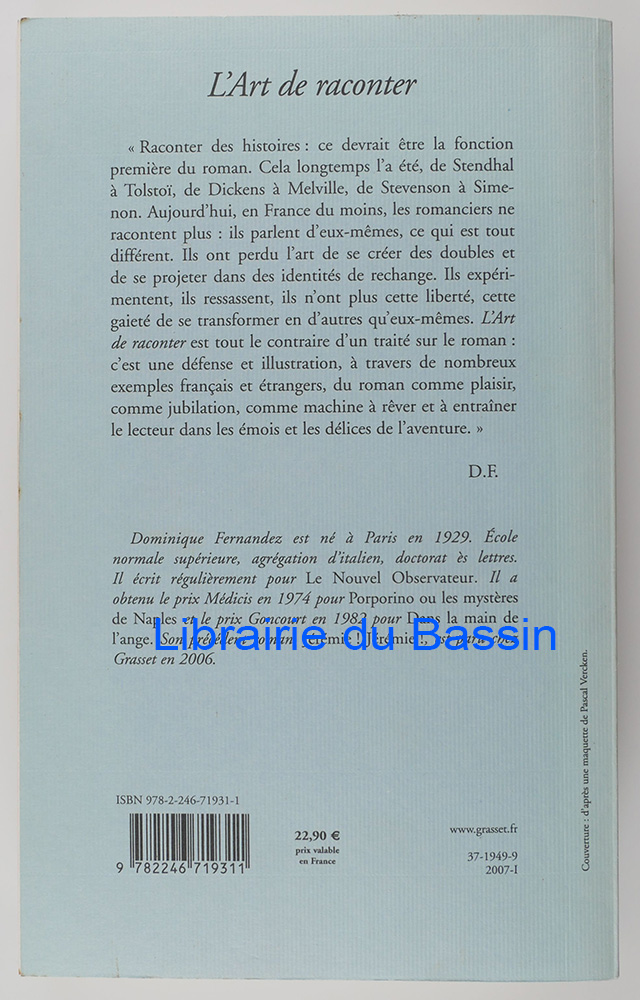 L'Art de raconter
« Raconter des histoires : ce devrait être la fonction
première du roman. Cela longtemps l'a été, de Stendhal
à Tolstoï, de Dickens à Melville, de Stevenson à Sime-
non. Aujourd'hui, en France du moins, les romanciers ne
racontent plus : ils parlent d'eux-mêmes, ce qui est tout
différent. Ils ont perdu l'art de se créer des doubles et
de se projeter dans des identités de rechange. Ils expéri-
mentent, ils ressassent, ils n'ont plus cette liberté, cette
gaieté de se transformer en d'autres qu'eux-mêmes. L'Art
de raconter est tout le contraire d'un traité sur le roman :
c'est une défense et illustration, à travers de nombreux
exemples français et étrangers, du roman comme plaisir,
comme jubilation, comme machine à rêver et à entraîner
le lecteur dans les émois et les délices de l'aventure. »
D.F.
Dominique Fernandez est né à Paris en 1929. École
normale supérieure, agrégation d'italien, doctorat ès lettres.
Il écrit régulièrement pour Le Nouvel Observateur. Il a
obtenu le prix Médicis en 1974 pour Porporino ou les mystères
de Naples et le prix Goncourt en 1982 pour Dans la main de
l'ange. Son précédent roman, Jérémie ! Jérémie !, est paru chez
Grasset en 2006.
Librairie du Bassin
ISBN 978-2-246-71931-1
9 782246 719311
22,90 €
prix valable
en France
www.grasset.fr
37-1949-9
2007-I
Couverture : d'après une maquette de Pascal Vercken.